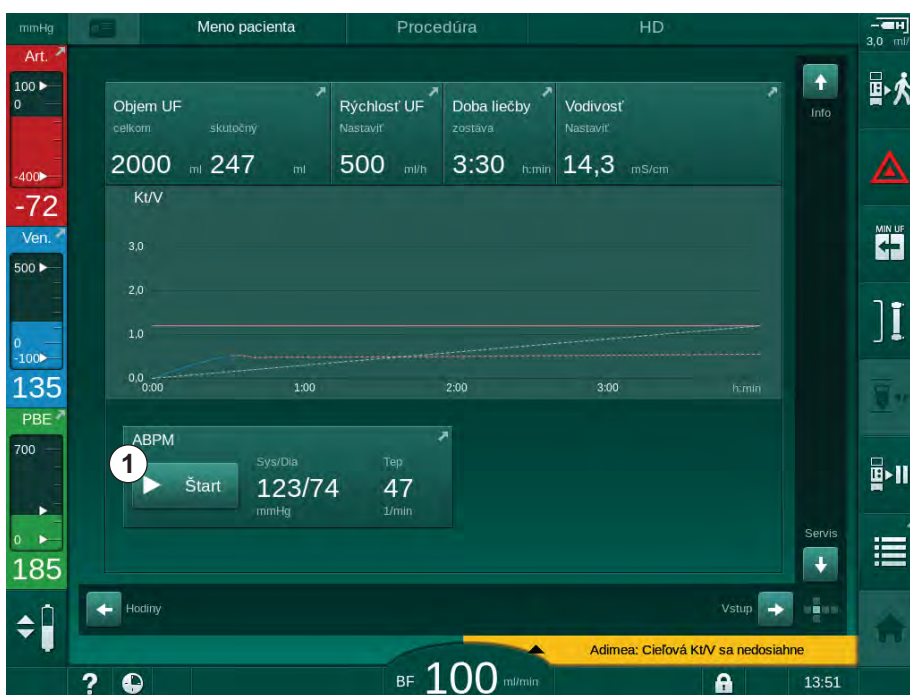 mmHg
Meno pacienta
Procedúra
HD
3,0 ml/
Art.
100
0
-400
-72
Ven.
500
0
-100
135
PBE
700
0
185
Objem UF
celkom skutočný
2000 ml 247 ml
Rýchlosť UF
Nastaviť
500 ml/h
Doba liečby
zostáva
3:30 h:min
Vodivosť
Nastaviť
14,3 mS/cm
Kt/V
3,0
2,0
1,0
0,0
0:00 1:00 2:00 3:00 h:min
ABPM
1
Štart
Sys/Dia
123/74
mmHg
Tep
47
1/min
Info
Servis
MIN UF
Hodiny
Vstup
Adimea: Cieľová Kt/V sa nedosiahne
? BF 100 ml/min 13:51